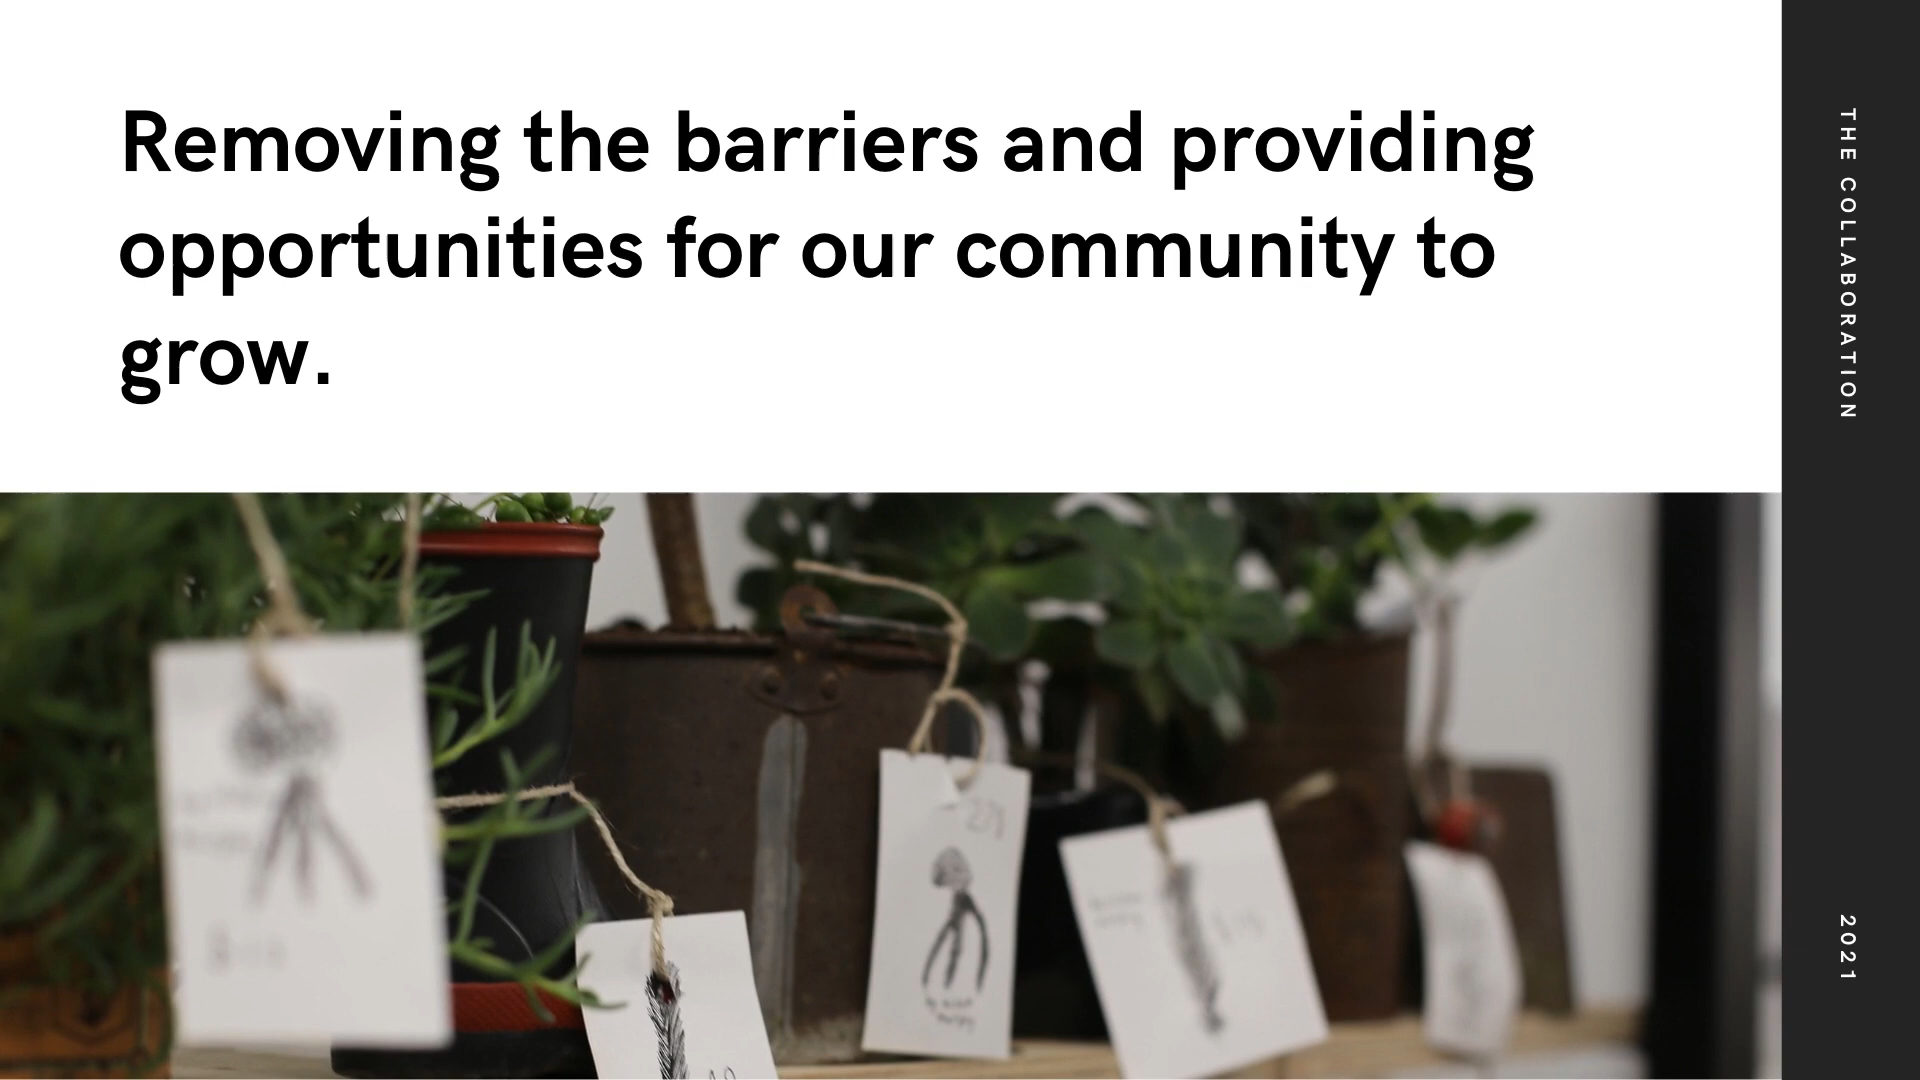 Removing the barriers and providing
opportunities for our community to
grow.
THE COLLABORATION
2021